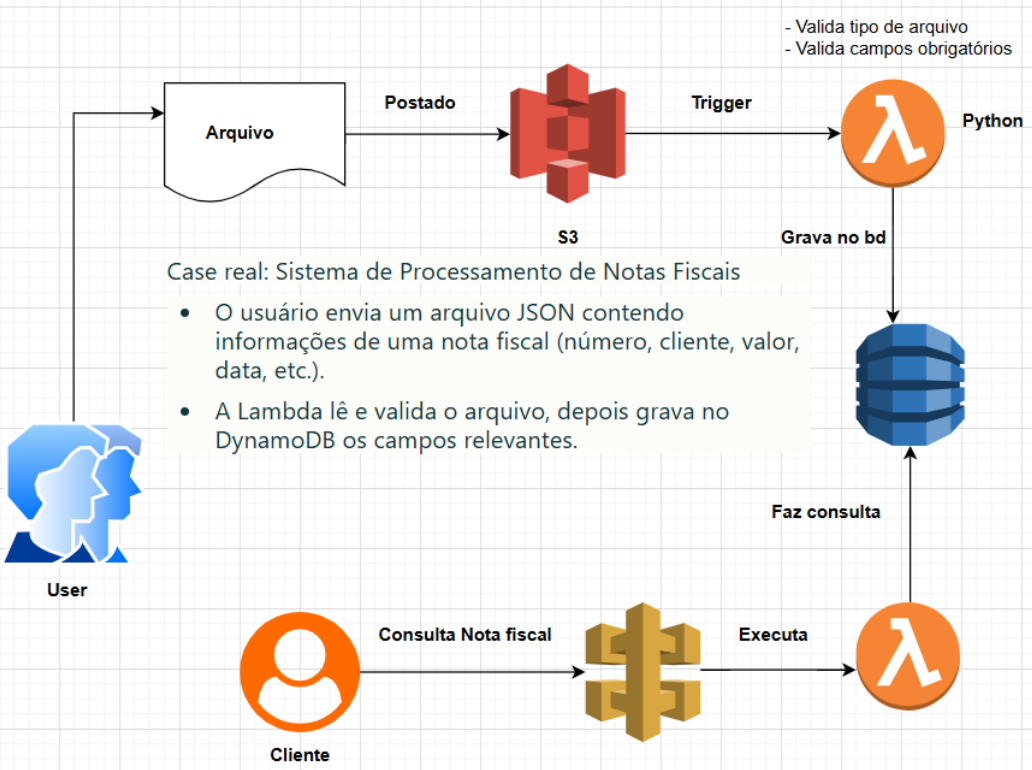 - Valida tipo de arquivo
- Valida campos obrigatórios
Arquivo
Postado
Trigger
Python
S3
Grava no bd
Case real: Sistema de Processamento de Notas Fiscais
• O usuário envia um arquivo JSON contendo
informações de uma nota fiscal (número, cliente, valor,
data, etc.).
• A Lambda lê e valida o arquivo, depois grava no
DynamoDB os campos relevantes.
Faz consulta
User
Consulta Nota fiscal
Executa
Cliente